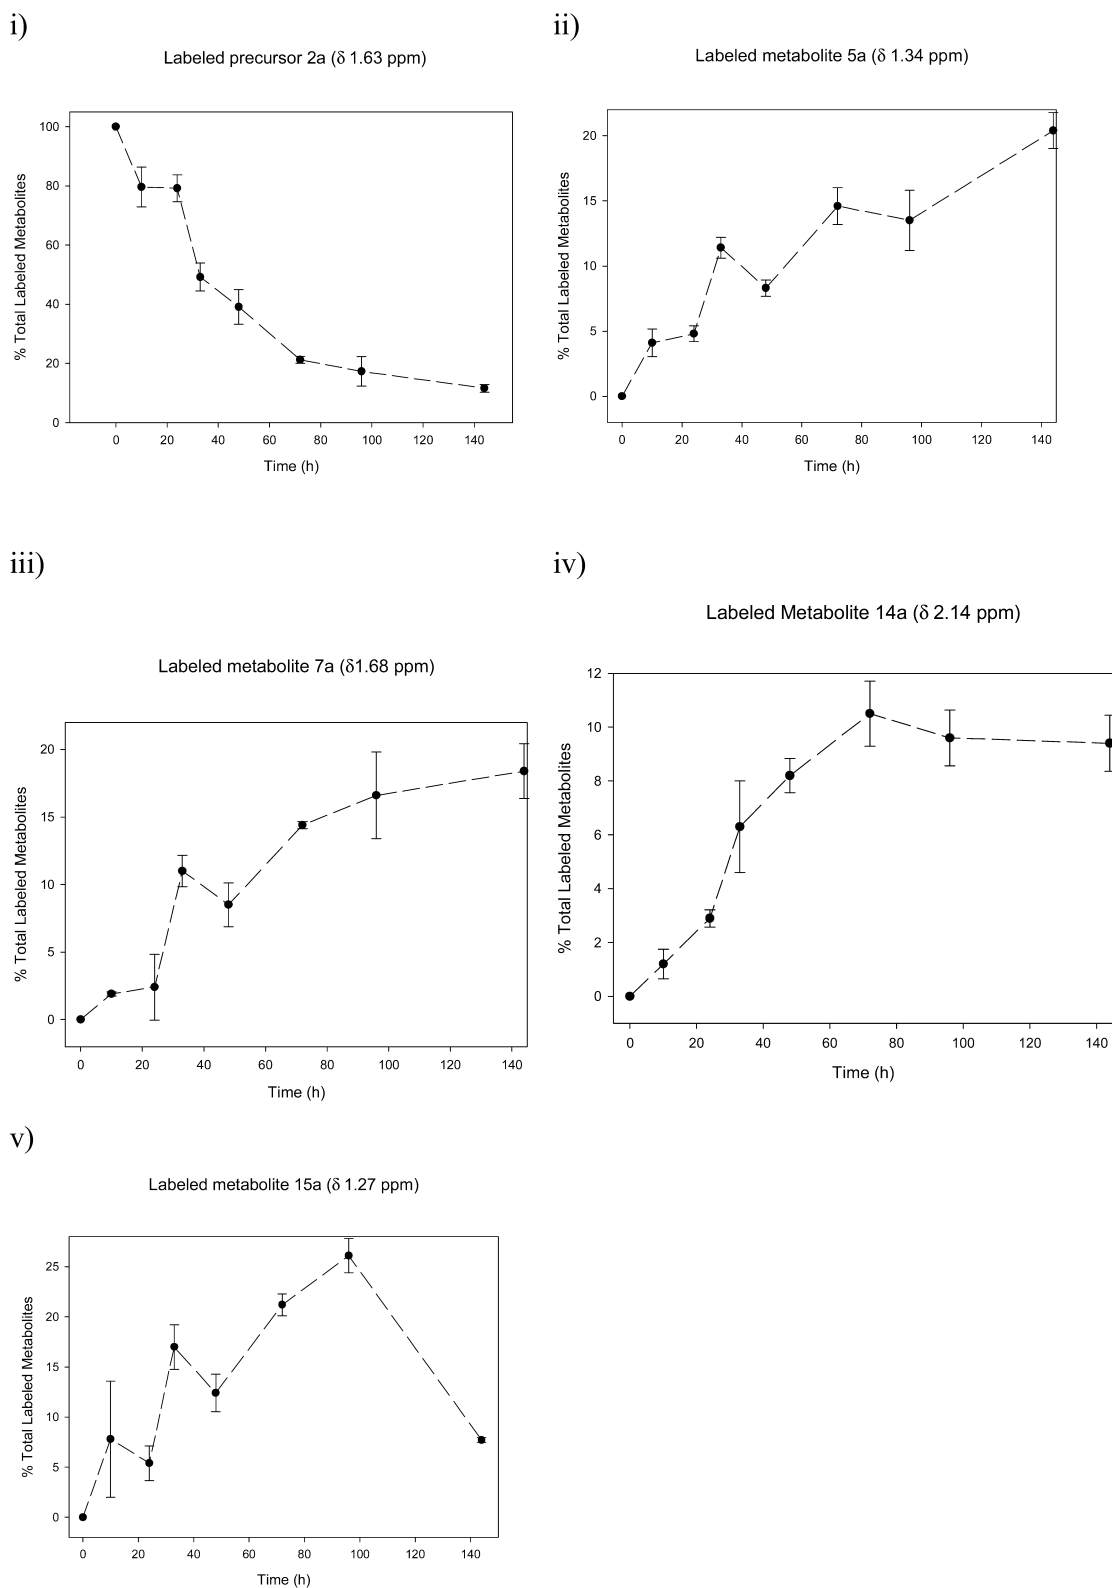 i)
Labeled precursor 2a (δ 1.63 ppm)
% Total Labeled Metabolites
100
80
60
40
20
0
0 20 40 60 80 100 120 140
Time (h)
ii)
Labeled metabolite 5a (δ 1.34 ppm)
% Total Labeled Metabolites
20
15
10
5
0
0 20 40 60 80 100 120 140
Time (h)
iii)
Labeled metabolite 7a (δ1.68 ppm)
% Total Labeled Metabolites
20
15
10
5
0
0 20 40 60 80 100 120 140
Time (h)
iv)
Labeled Metabolite 14a (δ 2.14 ppm)
% Total Labeled Metabolites
12
10
8
6
4
2
0
0 20 40 60 80 100 120 140
Time (h)
v)
Labeled metabolite 15a (δ 1.27 ppm)
% Total Labeled Metabolites
25
20
15
10
5
0
0 20 40 60 80 100 120 140
Time (h)